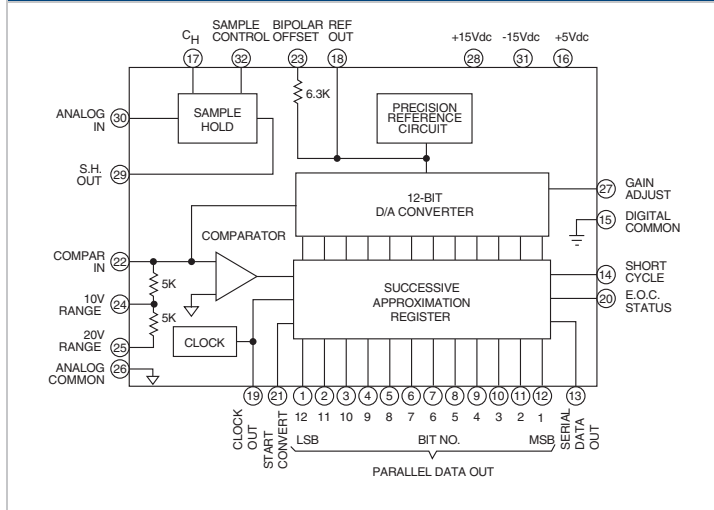 SAMPLE CONTROL
BIPOLAR OFFSET
REF OUT
+15Vdc
-15Vdc
+5Vdc
CH
17
32
23
18
28
31
16
6.3K
ANALOG IN
30
SAMPLE HOLD
PRECISION REFERENCE CIRCUIT
S.H. OUT
29
12-BIT D/A CONVERTER
27
GAIN ADJUST
15
DIGITAL COMMON
COMPARATOR
COMPAR IN
22
5K
10V RANGE
24
5K
20V RANGE
25
ANALOG COMMON
26
CLOCK
SUCCESSIVE APPROXIMATION REGISTER
14
SHORT CYCLE
20
E.O.C. STATUS
19
21
1
2
3
4
5
6
7
8
9
10
11
12
13
CLOCK OUT
START CONVERT
12
11
10
9
8
7
6
5
4
3
2
1
SERIAL DATA OUT
LSB
BIT NO.
MSB
PARALLEL DATA OUT